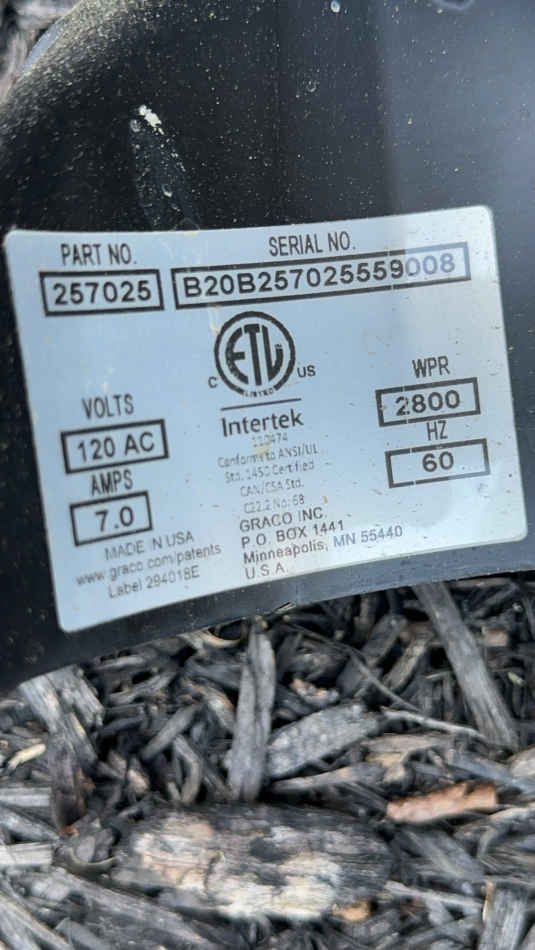 PART NO. SERIAL NO.
257025 B20B257025559008
ETL
LISTED
C US
WPR
VOLTS Intertek 2800
120 AC HZ
Conforms to ANSI/UL 60
AMPS Std. 1450 Certified
7.0 CAN/CSA Std.
C22.2 No. 68
MADE IN USA GRACO INC.
www.graco.com/patents P.O. BOX 1441
Label 294018E Minneapolis, MN 55440
U.S.A.